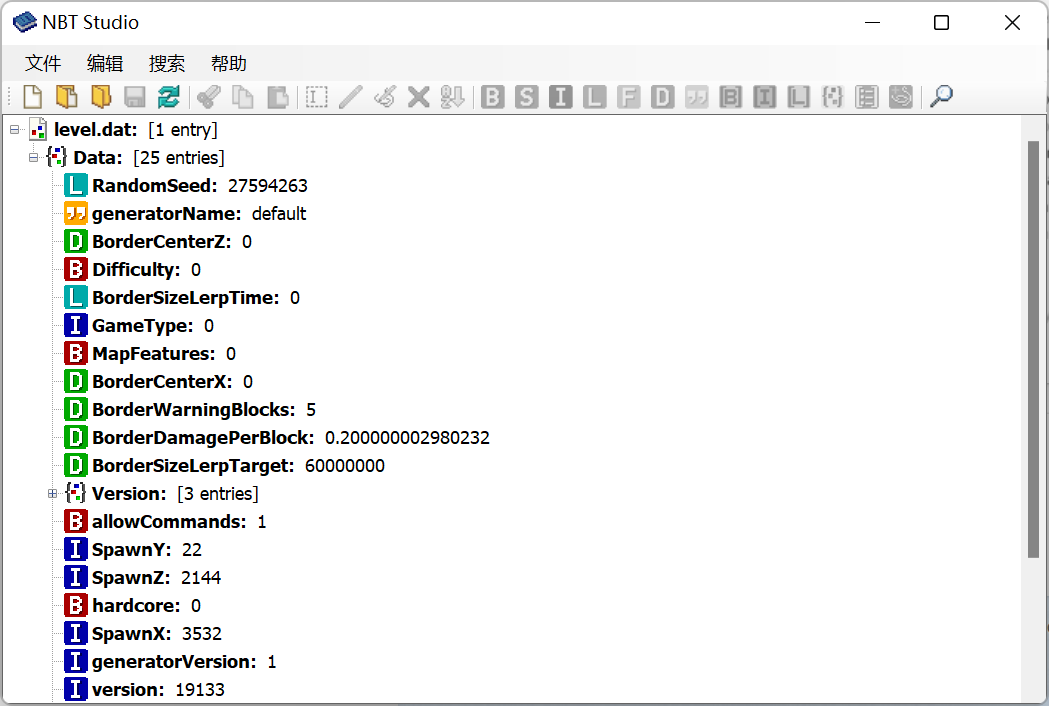 NBT Studio
文件 编辑 搜索 帮助
B S I L F D B I L
level.dat: [1 entry]
Data: [25 entries]
L RandomSeed: 27594263
generatorName: default
D BorderCenterZ: 0
B Difficulty: 0
L BorderSizeLerpTime: 0
I GameType: 0
B MapFeatures: 0
D BorderCenterX: 0
D BorderWarningBlocks: 5
D BorderDamagePerBlock: 0.200000002980232
D BorderSizeLerpTarget: 60000000
Version: [3 entries]
B allowCommands: 1
I SpawnY: 22
I SpawnZ: 2144
B hardcore: 0
I SpawnX: 3532
I generatorVersion: 1
I version: 19133